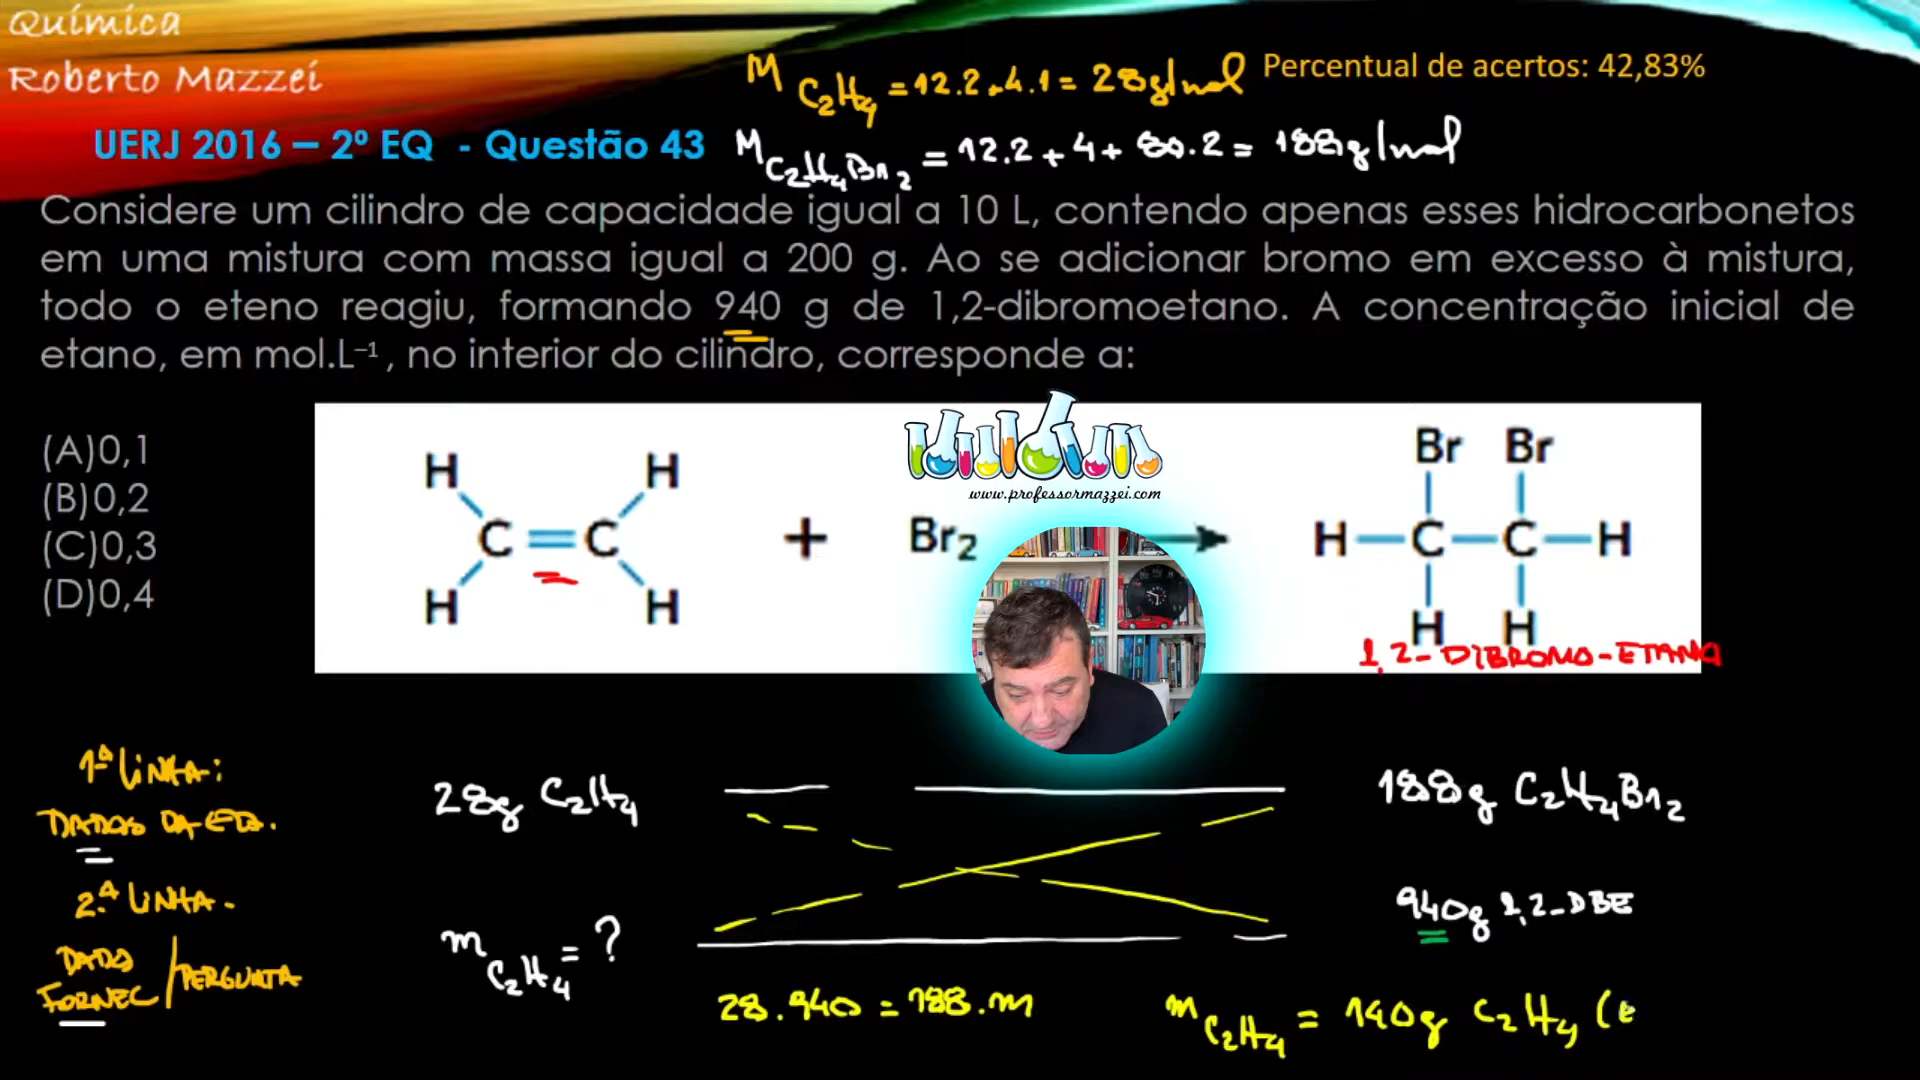 Química
Roberto Mazzei
M C₂H₄ = 12.2+4.1 = 28g/mol
Percentual de acertos: 42,83%
UERJ 2016 – 2º EQ - Questão 43
M C₂H₄Br₂ = 12.2 + 4 + 80.2 = 188g/mol
Considere um cilindro de capacidade igual a 10 L, contendo apenas esses hidrocarbonetos
em uma mistura com massa igual a 200 g. Ao se adicionar bromo em excesso à mistura,
todo o eteno reagiu, formando 940 g de 1,2-dibromoetano. A concentração inicial de
etano, em mol.L⁻¹ , no interior do cilindro, corresponde a:
(A)0,1
(B)0,2
(C)0,3
(D)0,4
www.professormazzei.com
H H
C=C
H H
+ Br₂
Br Br
H—C—C—H
H H
1,2-DIBROMO-ETANO
1ª LINHA:
DADOS DA EQ.
28g C₂H₄
188g C₂H₄Br₂
2.ª LINHA.
DADO
FORNEC/PERGUNTA
m C₂H₄ = ?
940g 1,2-DBE
28.940 = 188.m
m C₂H₄ = 140g C₂H₄ (E